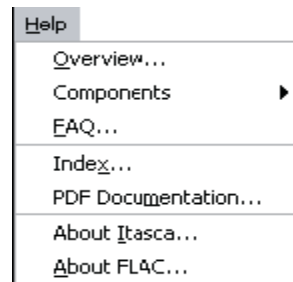 Help
Overview...
Components
FAQ...
Index...
PDF Documentation...
About Itasca...
About FLAC...